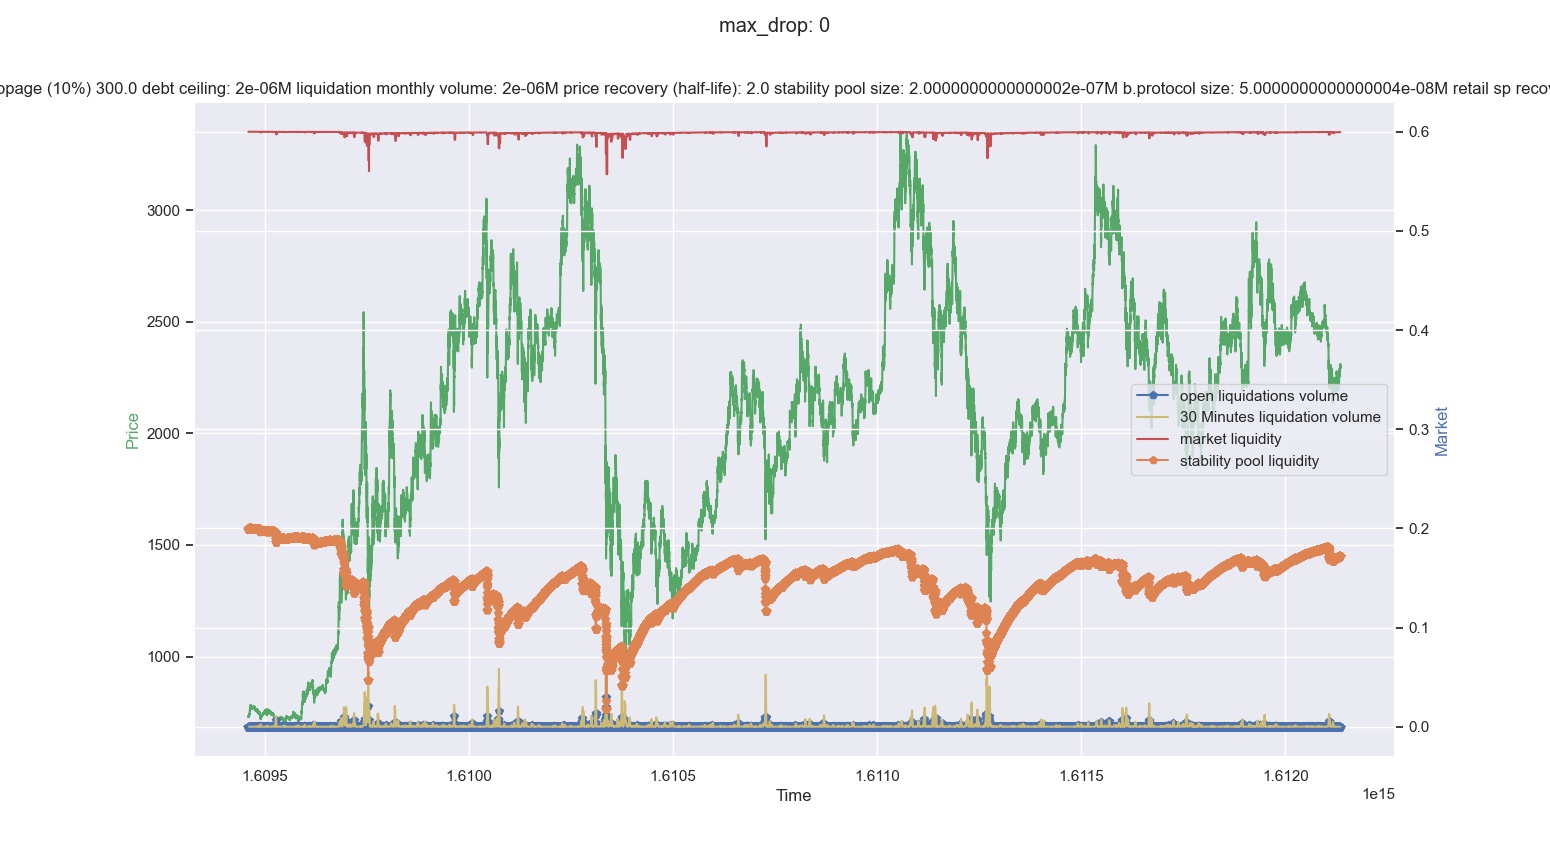 max_drop: 0
(10%) 300.0 debt ceiling: 2e-06M liquidation monthly volume: 2e-06M price recovery (half-life): 2.0 stability pool size: 2.0000000000000002e-07M b.protocol size: 5.0000000000000004e-08M retail sp
0.6
3000
0.5
2500
0.4
open liquidations volume
30 Minutes liquidation volume
market liquidity
stability pool liquidity
Price
2000
0.3
Market
1500
0.2
1000
0.1
0.0
1.6095 1.6100 1.6105 1.6110 1.6115 1.6120
Time
1e15